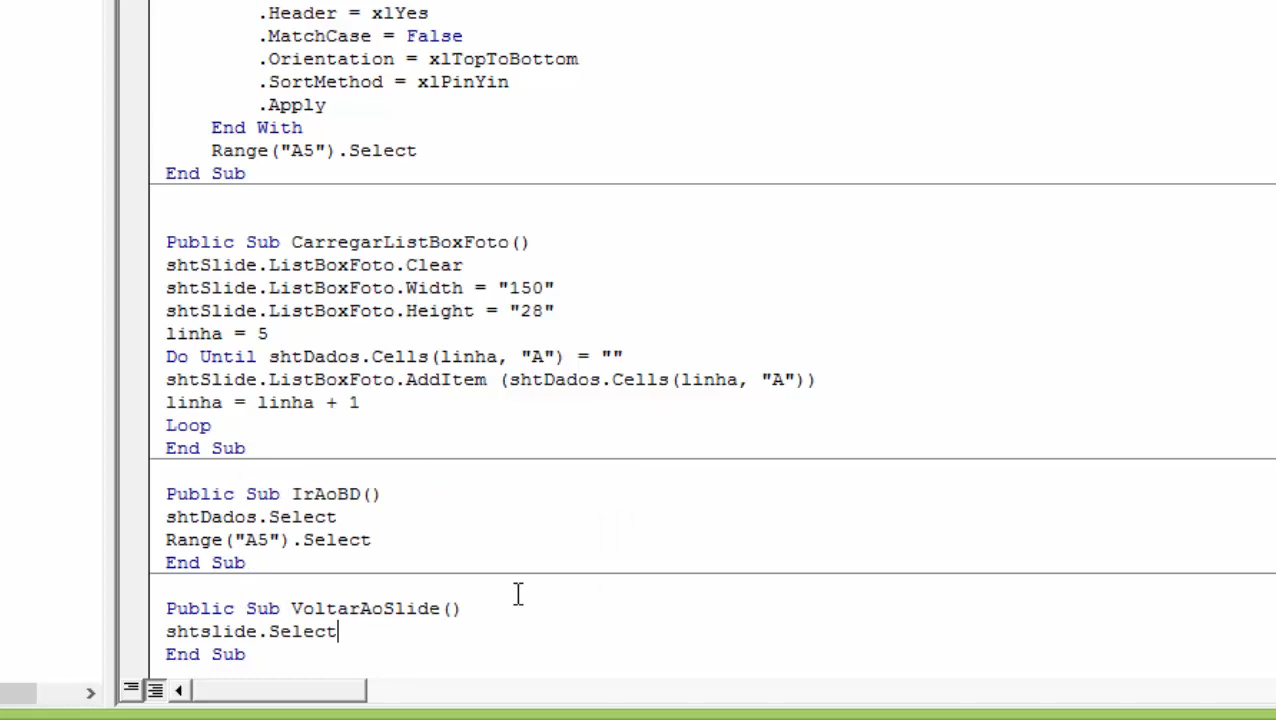 .Header = xlYes
.MatchCase = False
.Orientation = xlTopToBottom
.SortMethod = xlPinYin
.Apply
End With
Range("A5").Select
End Sub
Public Sub CarregarListBoxFoto()
shtSlide.ListBoxFoto.Clear
shtSlide.ListBoxFoto.Width = "150"
shtSlide.ListBoxFoto.Height = "28"
linha = 5
Do Until shtDados.Cells(linha, "A") = ""
shtSlide.ListBoxFoto.AddItem (shtDados.Cells(linha, "A"))
linha = linha + 1
Loop
End Sub
Public Sub IrAoBD()
shtDados.Select
Range("A5").Select
End Sub
Public Sub VoltarAoSlide()
shtslide.Select
End Sub